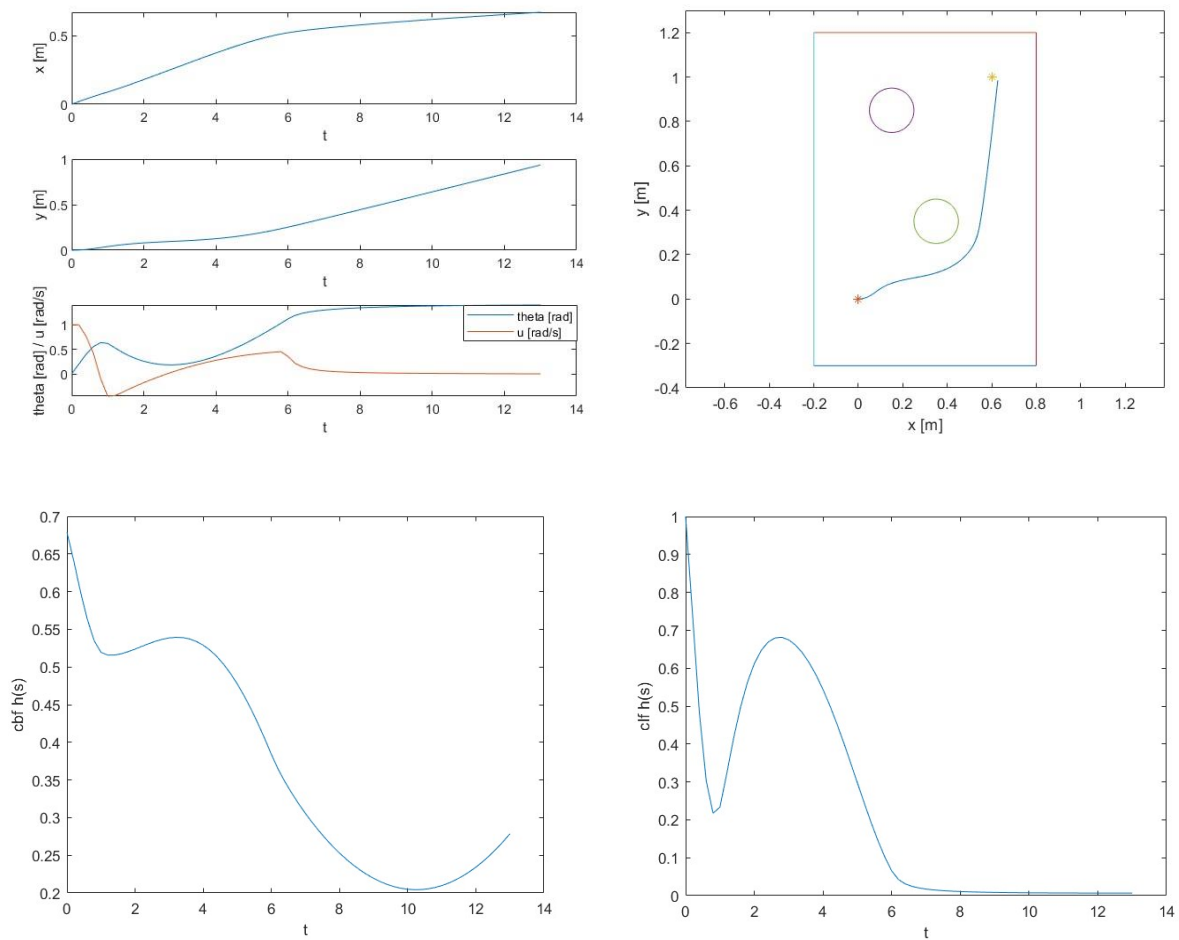 x [m]
0.5
0
0 2 4 6 8 10 12 14
t
y [m]
1
0.5
0
0 2 4 6 8 10 12 14
t
theta [rad] / u [rad/s]
1
0.5
0
theta [rad]
u [rad/s]
0 2 4 6 8 10 12 14
t
y [m]
1.2
1
0.8
0.6
0.4
0.2
0
-0.2
-0.4
-0.6 -0.4 -0.2 0 0.2 0.4 0.6 0.8 1 1.2
x [m]
cbf h(s)
0.7
0.65
0.6
0.55
0.5
0.45
0.4
0.35
0.3
0.25
0.2
0 2 4 6 8 10 12 14
t
clf h(s)
1
0.9
0.8
0.7
0.6
0.5
0.4
0.3
0.2
0.1
0
0 2 4 6 8 10 12 14
t